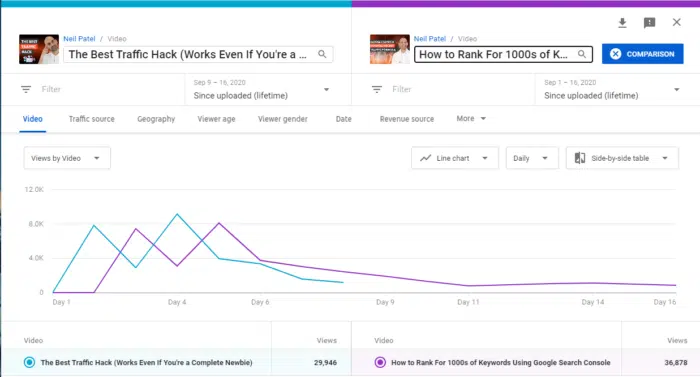 Neil Patel / Video
The Best Traffic Hack (Works Even If You're a ...
Neil Patel / Video
How to Rank For 1000s of K...
COMPARISON
Filter
Sep 9 – 16, 2020
Since uploaded (lifetime)
Filter
Sep 1 – 16, 2020
Since uploaded (lifetime)
Video Traffic source Geography Viewer age Viewer gender Date Revenue source More
Views by Video
Line chart
Daily
Side-by-side table
12.0K
8.0K
4.0K
0
Day 1 Day 4 Day 6 Day 9 Day 11 Day 14 Day 16
Video Views Video Views
The Best Traffic Hack (Works Even If You're a Complete Newbie) 29,946 How to Rank For 1000s of Keywords Using Google Search Console 36,878